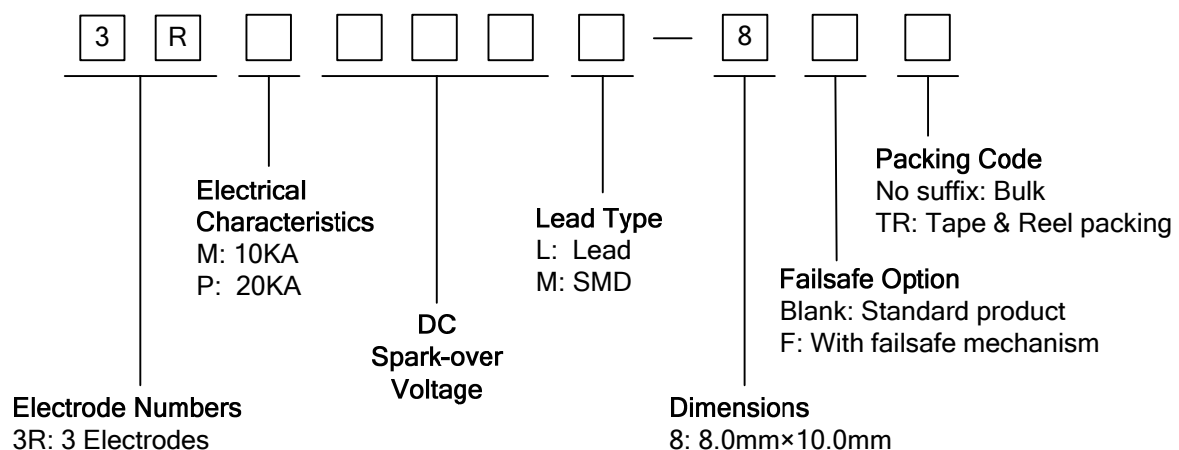 3 R — 8
Electrical
Characteristics
M: 10KA
P: 20KA
DC
Spark-over
Voltage
Lead Type
L: Lead
M: SMD
Packing Code
No suffix: Bulk
TR: Tape & Reel packing
Failsafe Option
Blank: Standard product
F: With failsafe mechanism
Electrode Numbers
3R: 3 Electrodes
Dimensions
8: 8.0mm×10.0mm